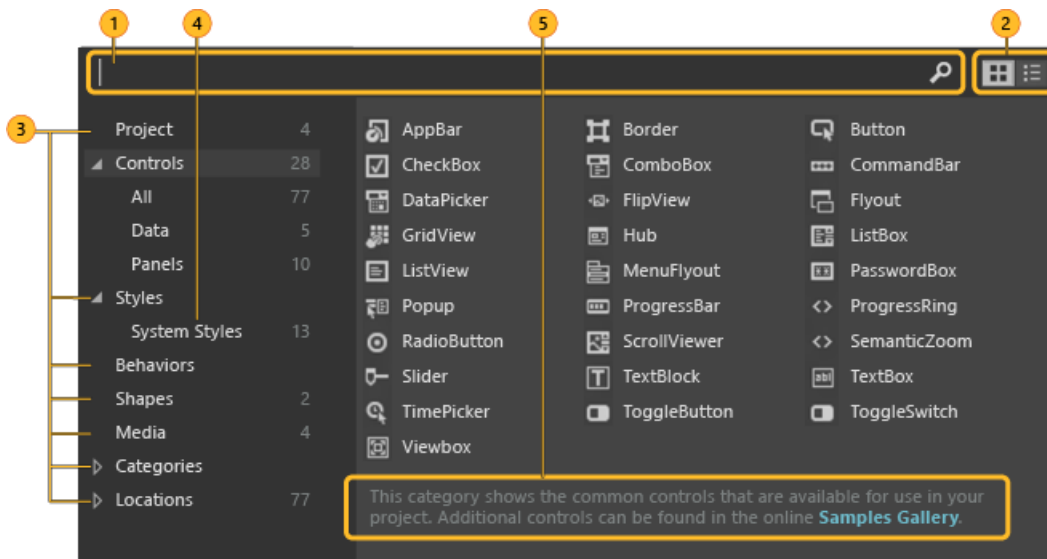 1 4 5 2
3
Project 4
Controls 28
All 77
Data 5
Panels 10
Styles
System Styles 13
Behaviors
Shapes 2
Media 4
Categories
Locations 77
AppBar Border Button
CheckBox ComboBox CommandBar
DataPicker FlipView Flyout
GridView Hub ListBox
ListView MenuFlyout PasswordBox
Popup ProgressBar ProgressRing
RadioButton ScrollViewer SemanticZoom
Slider TextBlock TextBox
TimePicker ToggleButton ToggleSwitch
Viewbox
This category shows the common controls that are available for use in your
project. Additional controls can be found in the online Samples Gallery.